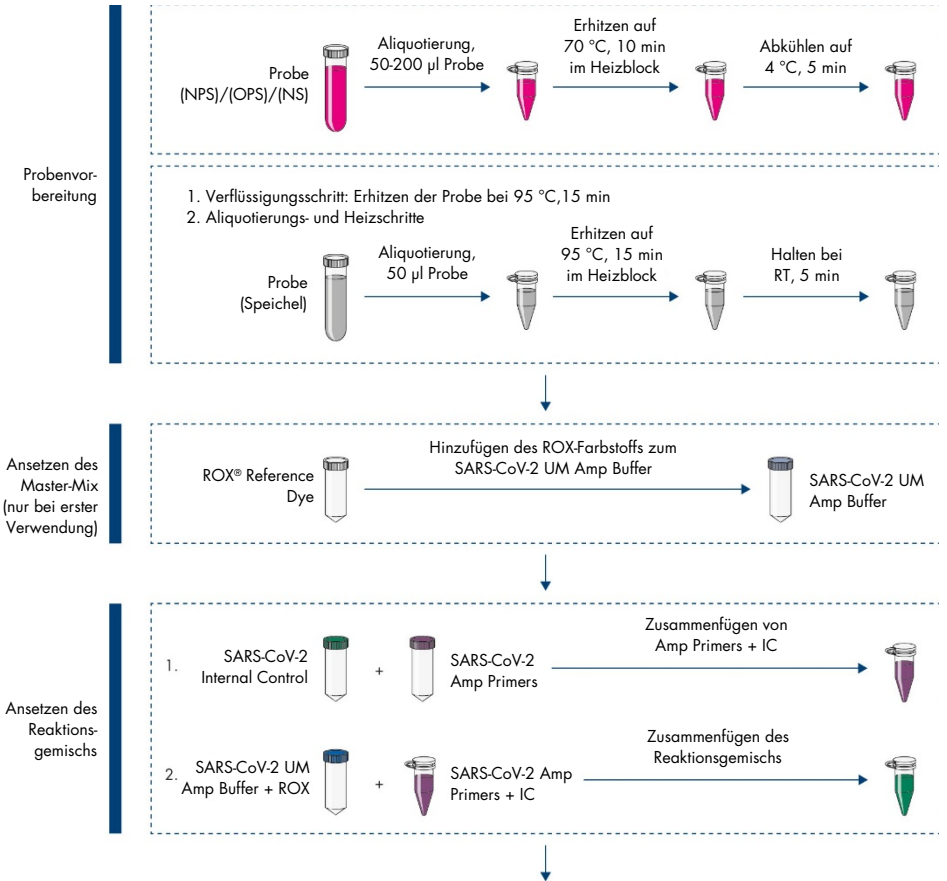 Probenvor-
bereitung
Probe
(NPS)/(OPS)/(NS)
Aliquotierung,
50-200 µl Probe
Erhitzen auf
70 °C, 10 min
im Heizblock
Abkühlen auf
4 °C, 5 min
1. Verflüssigungsschritt: Erhitzen der Probe bei 95 °C,15 min
2. Aliquotierungs- und Heizschritte
Probe
(Speichel)
Aliquotierung,
50 µl Probe
Erhitzen auf
95 °C, 15 min
im Heizblock
Halten bei
RT, 5 min
Ansetzen des
Master-Mix
(nur bei erster
Verwendung)
ROX® Reference
Dye
Hinzufügen des ROX-Farbstoffs zum
SARS-CoV-2 UM Amp Buffer
SARS-CoV-2 UM
Amp Buffer
Ansetzen des
Reaktions-
gemischs
1.
SARS-CoV-2
Internal Control
+
SARS-CoV-2
Amp Primers
Zusammenfügen von
Amp Primers + IC
2.
SARS-CoV-2 UM
Amp Buffer + ROX
+
SARS-CoV-2 Amp
Primers + IC
Zusammenfügen des
Reaktionsgemischs